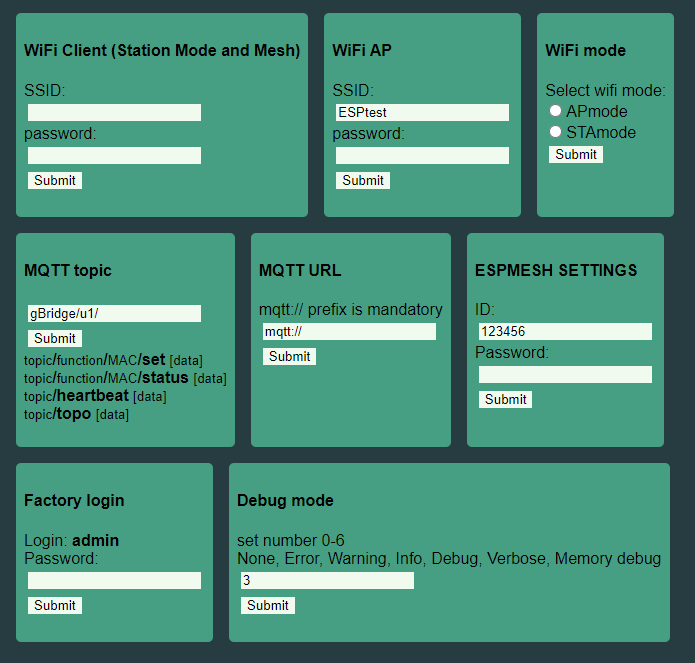 WiFi Client (Station Mode and Mesh)
SSID:
password:
Submit
WiFi AP
SSID:
ESPtest
password:
Submit
WiFi mode
Select wifi mode:
APmode
STAmode
Submit
MQTT topic
gBridge/u1/
Submit
topic/function/MAC/set [data]
topic/function/MAC/status [data]
topic/heartbeat [data]
topic/topo [data]
MQTT URL
mqtt:// prefix is mandatory
mqtt://
Submit
ESPMESH SETTINGS
ID:
123456
Password:
Submit
Factory login
Login: admin
Password:
Submit
Debug mode
set number 0-6
None, Error, Warning, Info, Debug, Verbose, Memory debug
3
Submit